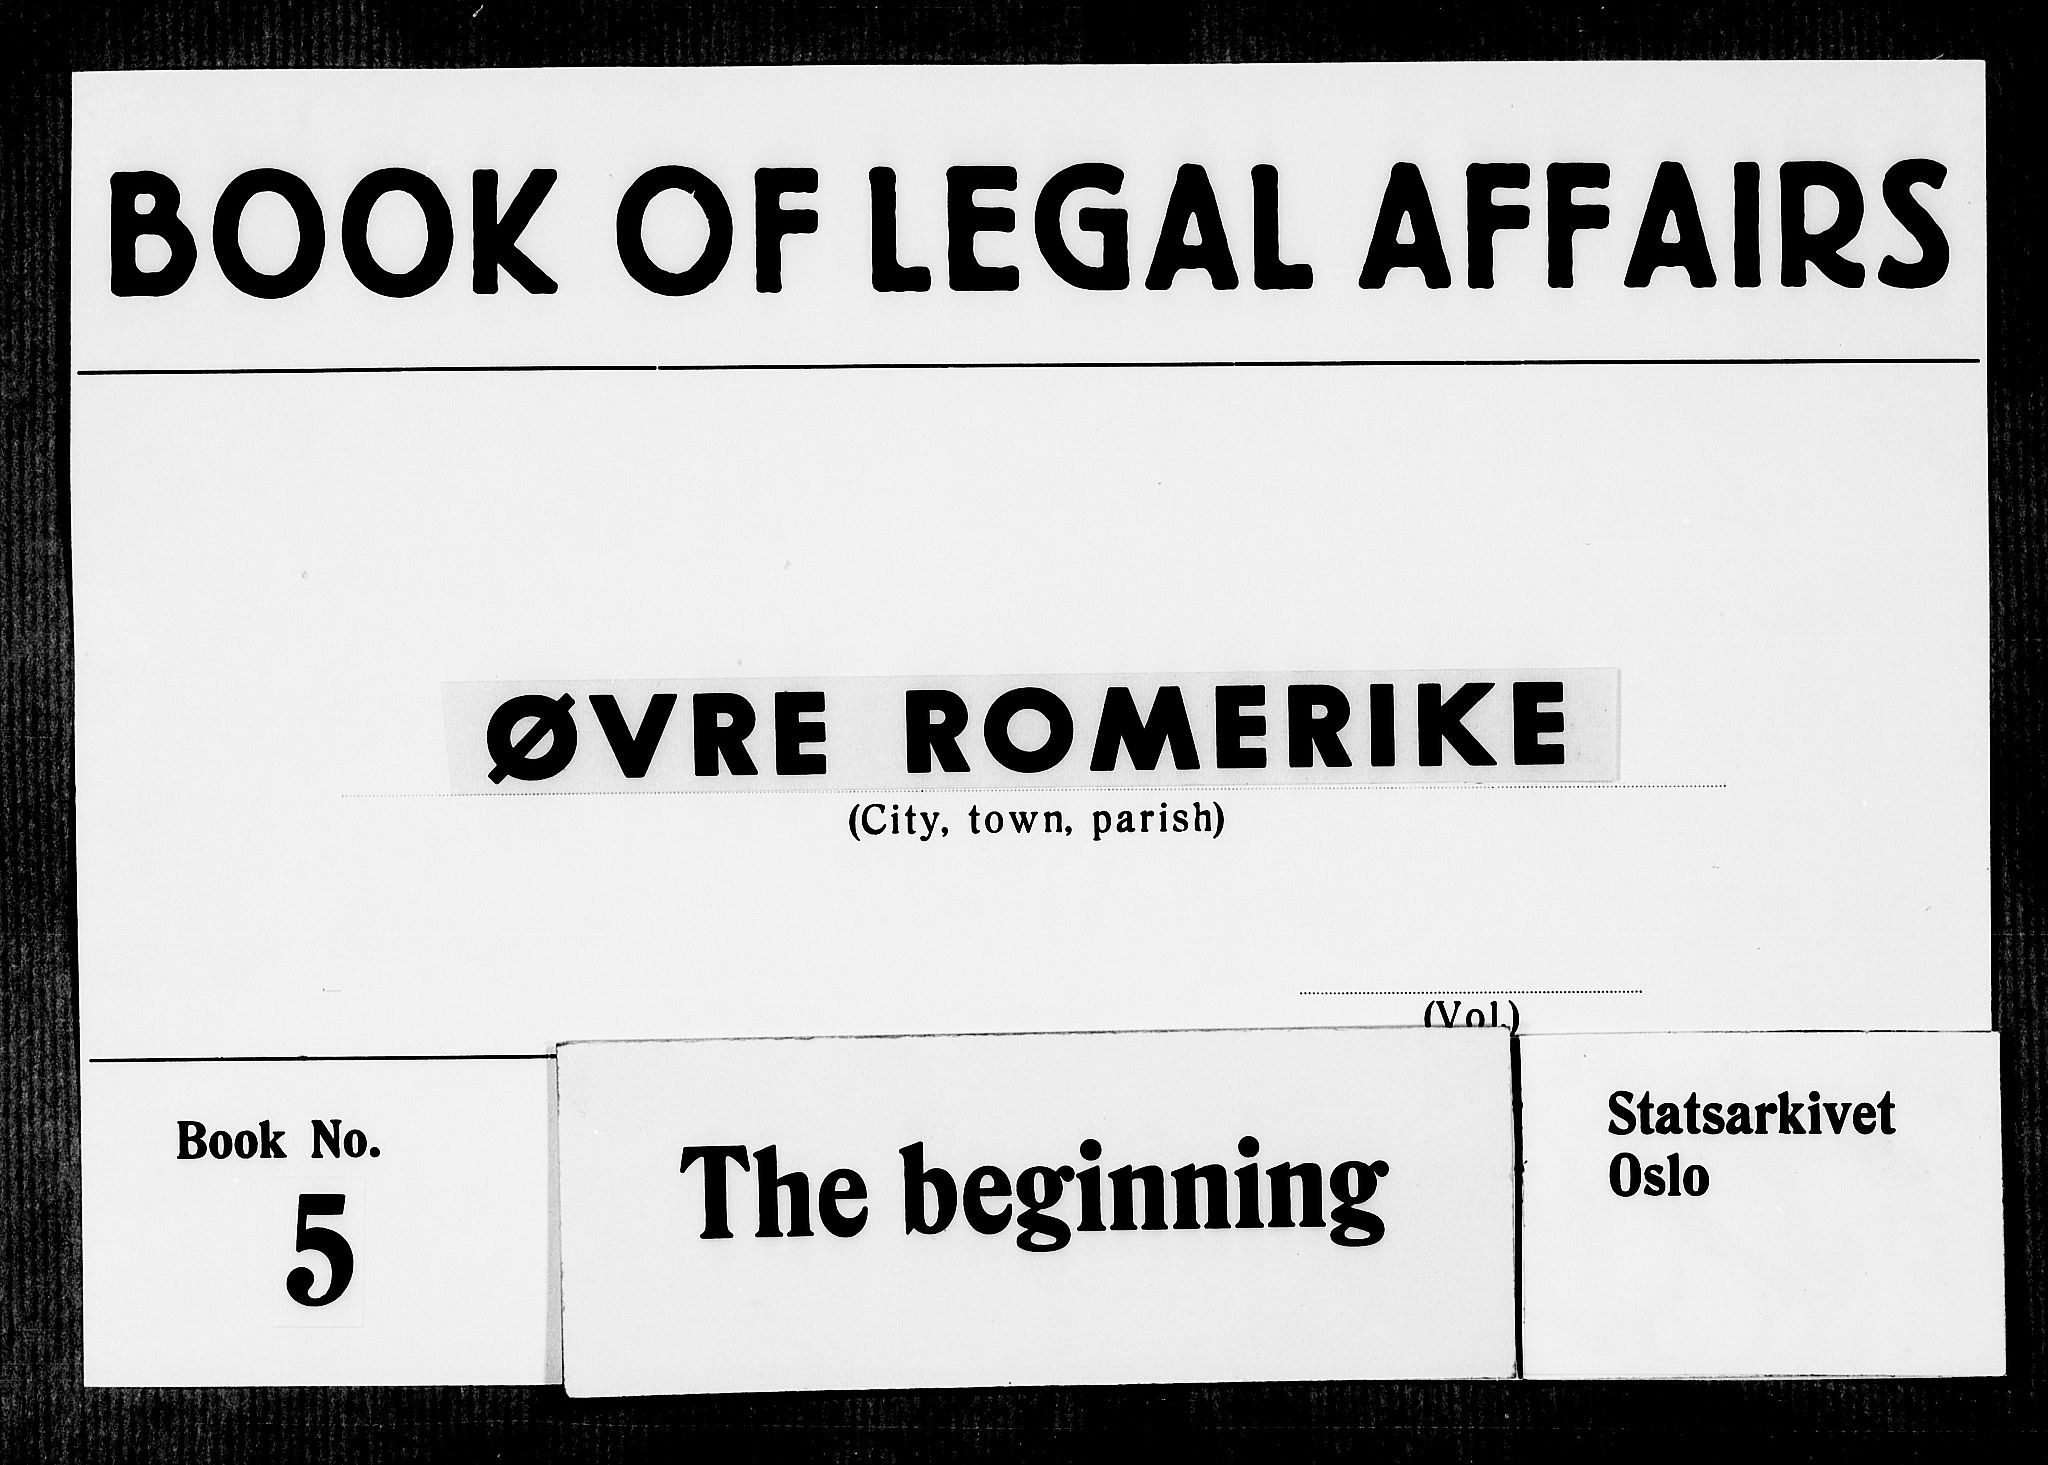 BOOK OF LEGAL AFFAIRS
ØVRE ROMERIKE
(City, town, parish)
(Vol.)
Book No.
5
The beginning
Statsarkivet
Oslo